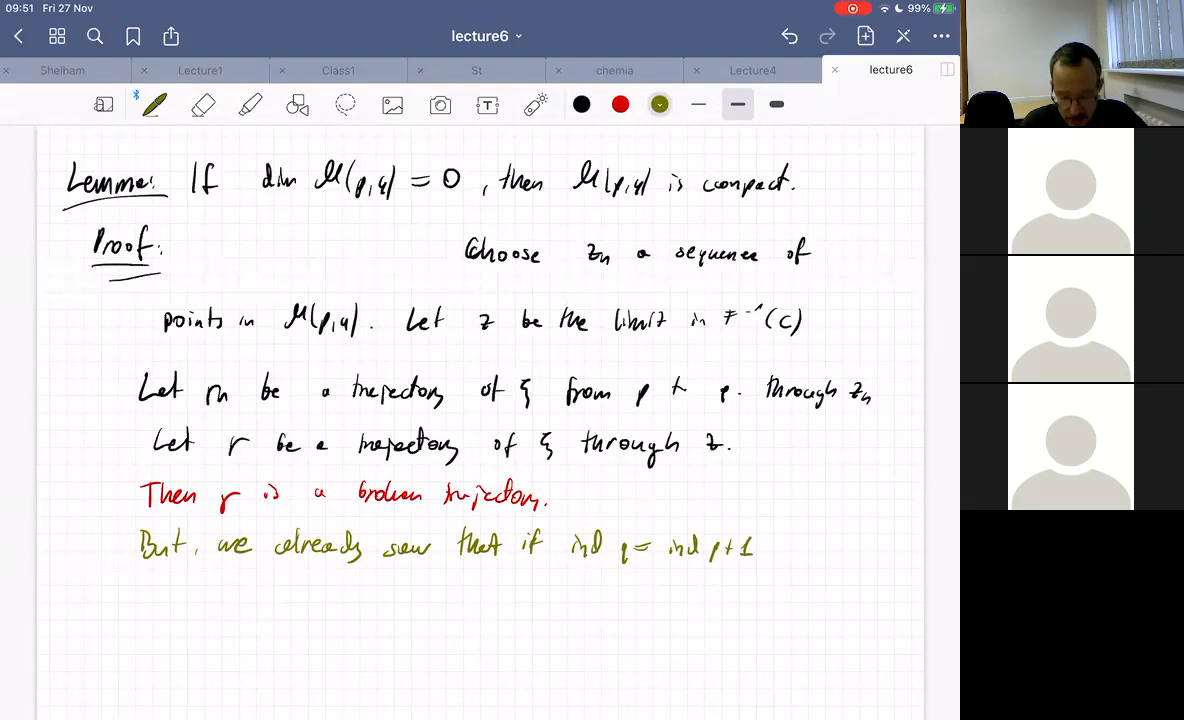 09:51 Fri 27 Nov
99%
lecture6
Shelham
Lecture1
Class1
St
chemia
Lecture4
lecture6
Lemma: If dim M(p,q) = 0, then M(p,q) is compact.
Proof: Choose zn a sequence of
points in M(p,q). Let z be the limit in F⁻¹(c)
Let γn be a trajectory of ξ from p to q. through zn
Let γ be a trajectory of ξ through z.
Then γ is a broken trajectory.
But, we already saw that if ind q = ind p+1